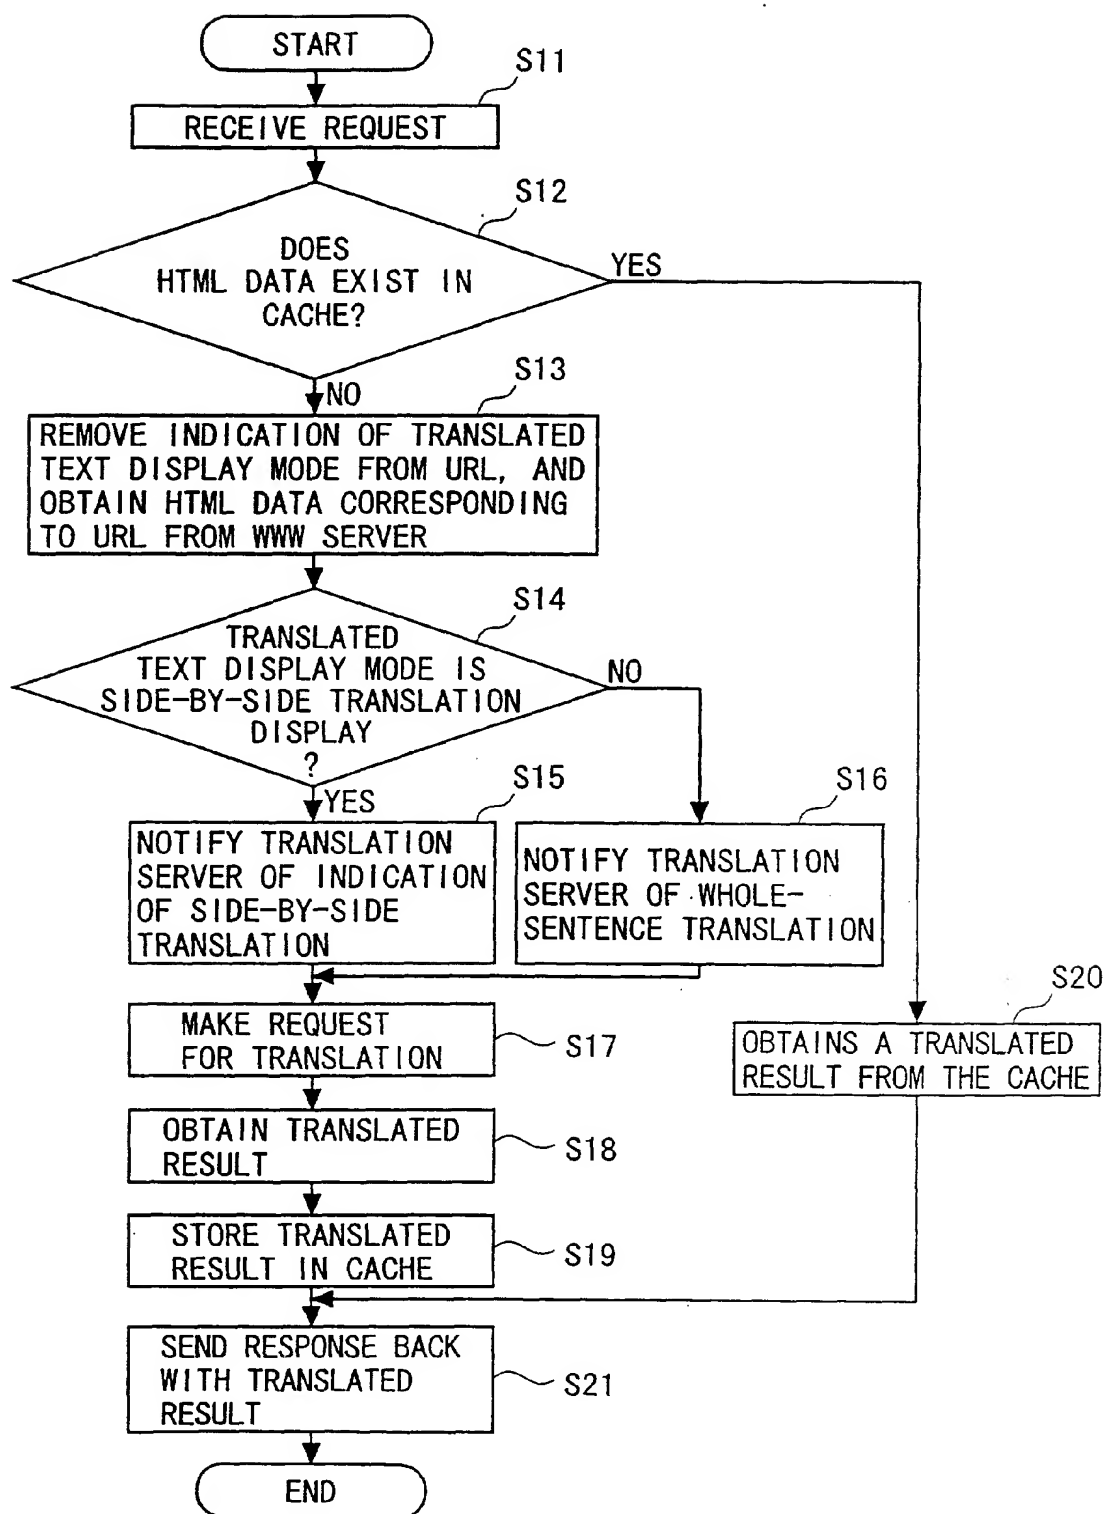 START
S11
RECEIVE REQUEST
S12
DOES
HTML DATA EXIST IN
CACHE?
YES
NO
S13
REMOVE INDICATION OF TRANSLATED
TEXT DISPLAY MODE FROM URL, AND
OBTAIN HTML DATA CORRESPONDING
TO URL FROM WWW SERVER
S14
TRANSLATED
TEXT DISPLAY MODE IS
SIDE-BY-SIDE TRANSLATION
DISPLAY
?
NO
YES
S15
NOTIFY TRANSLATION
SERVER OF INDICATION
OF SIDE-BY-SIDE
TRANSLATION
S16
NOTIFY TRANSLATION
SERVER OF WHOLE-
SENTENCE TRANSLATION
MAKE REQUEST
FOR TRANSLATION
S17
S20
OBTAINS A TRANSLATED
RESULT FROM THE CACHE
OBTAIN TRANSLATED
RESULT
S18
STORE TRANSLATED
RESULT IN CACHE
S19
SEND RESPONSE BACK
WITH TRANSLATED
RESULT
S21
END